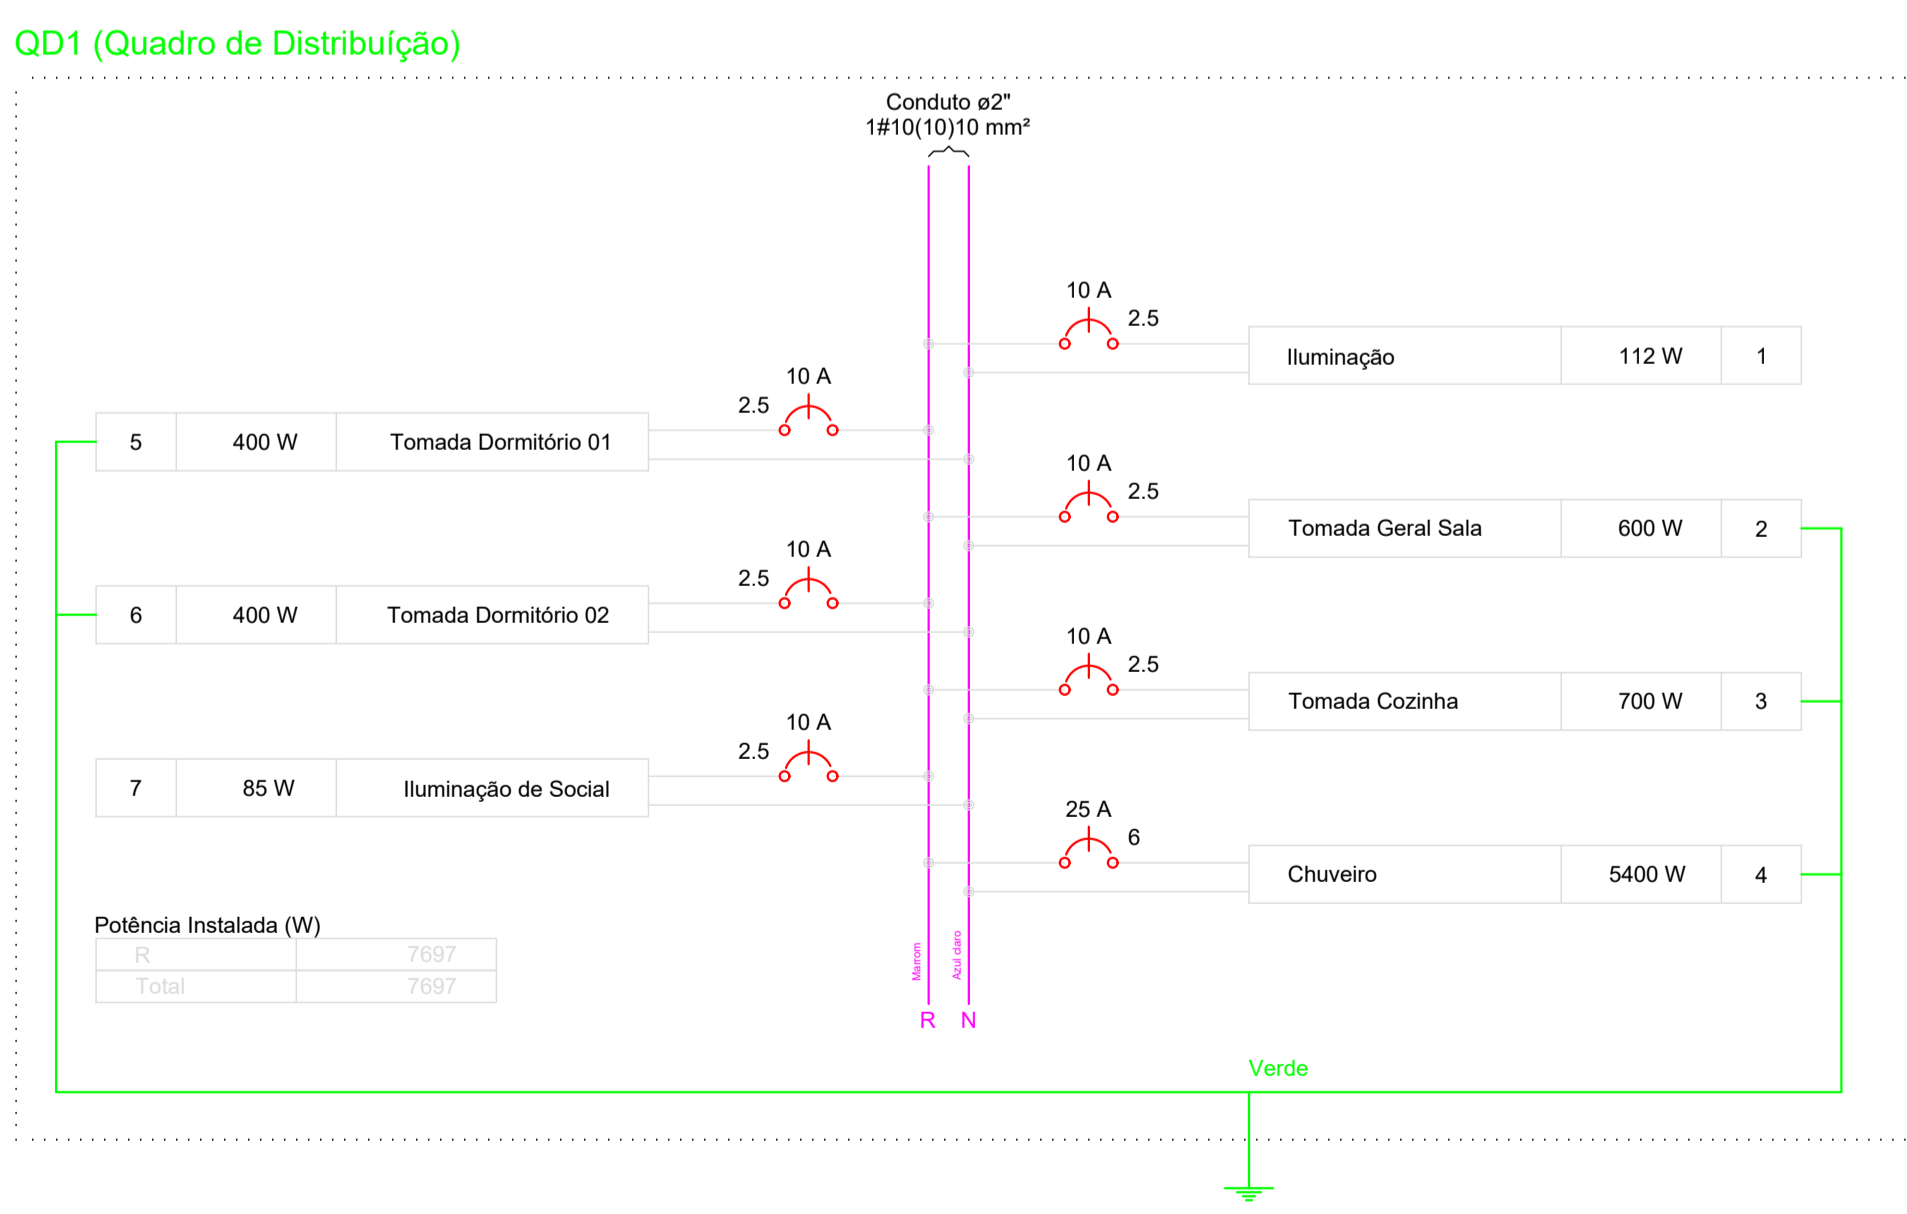 QD1 (Quadro de Distribuíção)
Conduto ø2"
1#10(10)10 mm²
10 A
2.5
Iluminação 112 W 1
10 A
2.5
5 400 W Tomada Dormitório 01
10 A
2.5
Tomada Geral Sala 600 W 2
10 A
2.5
6 400 W Tomada Dormitório 02
10 A
2.5
Tomada Cozinha 700 W 3
10 A
2.5
7 85 W Iluminação de Social
25 A
6
Chuveiro 5400 W 4
Potência Instalada (W)
R 7697
Total 7697
Marrom
Azul claro
R N
Verde